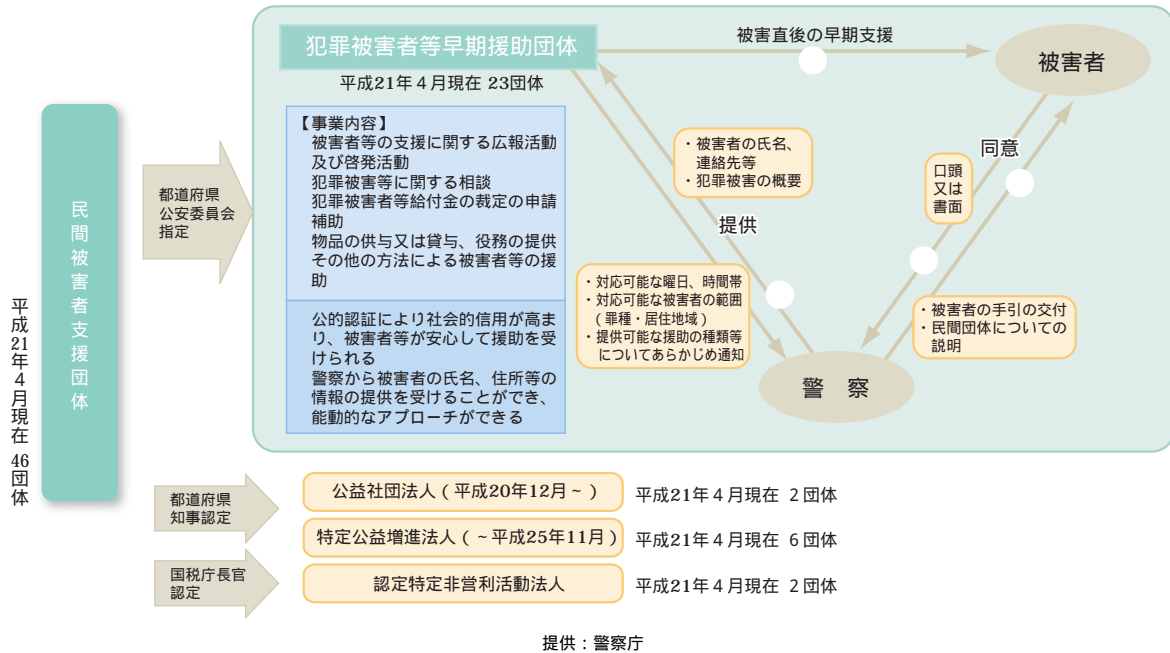 民間被害者支援団体
平成21年4月現在 46団体
都道府県
公安委員会
指定
犯罪被害者等早期援助団体
平成21年4月現在 23団体
【事業内容】
被害者等の支援に関する広報活動
及び啓発活動
犯罪被害等に関する相談
犯罪被害者等給付金の裁定の申請
補助
物品の供与又は貸与、役務の提供
その他の方法による被害者等の援
助
公的認証により社会的信用が高ま
り、被害者等が安心して援助を受
けられる
警察から被害者の氏名、住所等の
情報の提供を受けることができ、
能動的なアプローチができる
被害直後の早期支援
被害者
・被害者の氏名、
連絡先等
・犯罪被害の概要
提供
同意
口頭
又は
書面
・対応可能な曜日、時間帯
・対応可能な被害者の範囲
(罪種・居住地域)
・提供可能な援助の種類等
についてあらかじめ通知
・被害者の手引の交付
・民間団体についての
説明
警 察
都道府県
知事認定
公益社団法人(平成20年12月~)
平成21年4月現在 2団体
特定公益増進法人(~平成25年11月)
平成21年4月現在 6団体
国税庁長官
認定
認定特定非営利活動法人
平成21年4月現在 2団体
提供:警察庁